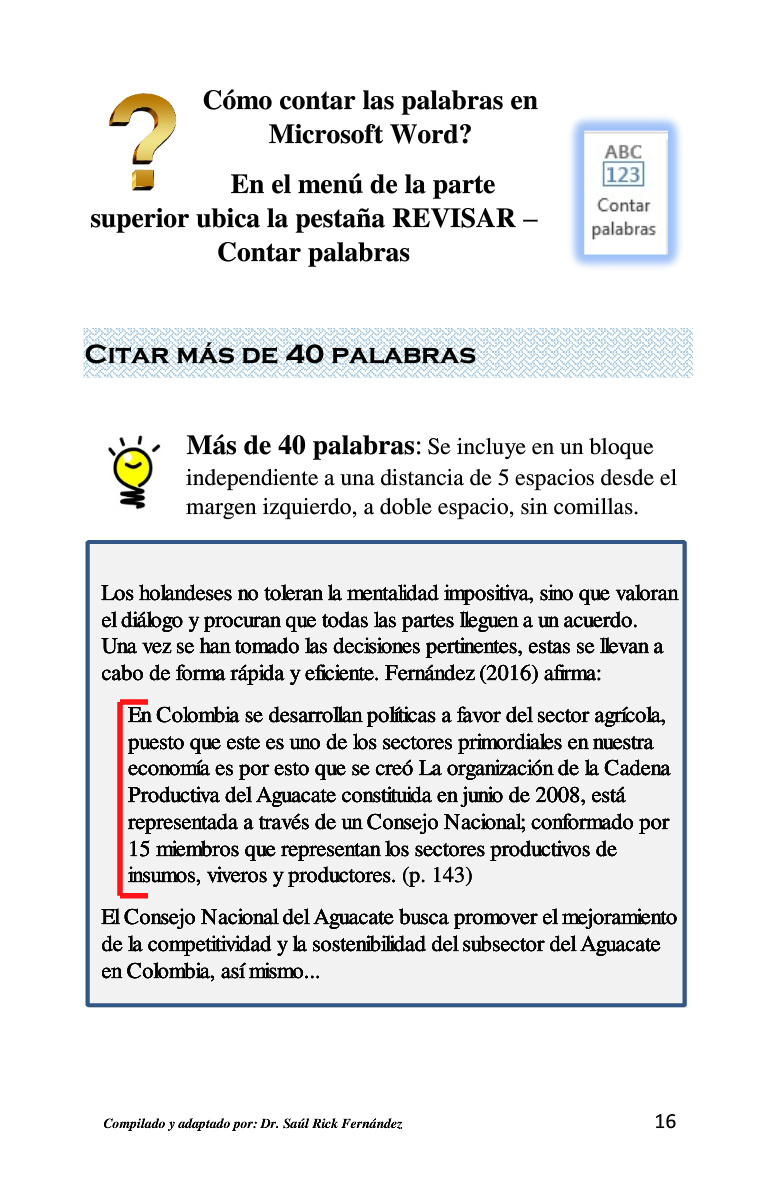 Cómo contar las palabras en
Microsoft Word?
En el menú de la parte
superior ubica la pestaña REVISAR –
Contar palabras
ABC
123
Contar
palabras
Citar más de 40 palabras
Más de 40 palabras: Se incluye en un bloque
independiente a una distancia de 5 espacios desde el
margen izquierdo, a doble espacio, sin comillas.
Los holandeses no toleran la mentalidad impositiva, sino que valoran
el diálogo y procuran que todas las partes lleguen a un acuerdo.
Una vez se han tomado las decisiones pertinentes, estas se llevan a
cabo de forma rápida y eficiente. Fernández (2016) afirma:
En Colombia se desarrollan políticas a favor del sector agrícola,
puesto que este es uno de los sectores primordiales en nuestra
economía es por esto que se creó La organización de la Cadena
Productiva del Aguacate constituida en junio de 2008, está
representada a través de un Consejo Nacional; conformado por
15 miembros que representan los sectores productivos de
insumos, viveros y productores. (p. 143)
El Consejo Nacional del Aguacate busca promover el mejoramiento
de la competitividad y la sostenibilidad del subsector del Aguacate
en Colombia, así mismo...
Compilado y adaptado por: Dr. Saúl Rick Fernández
16